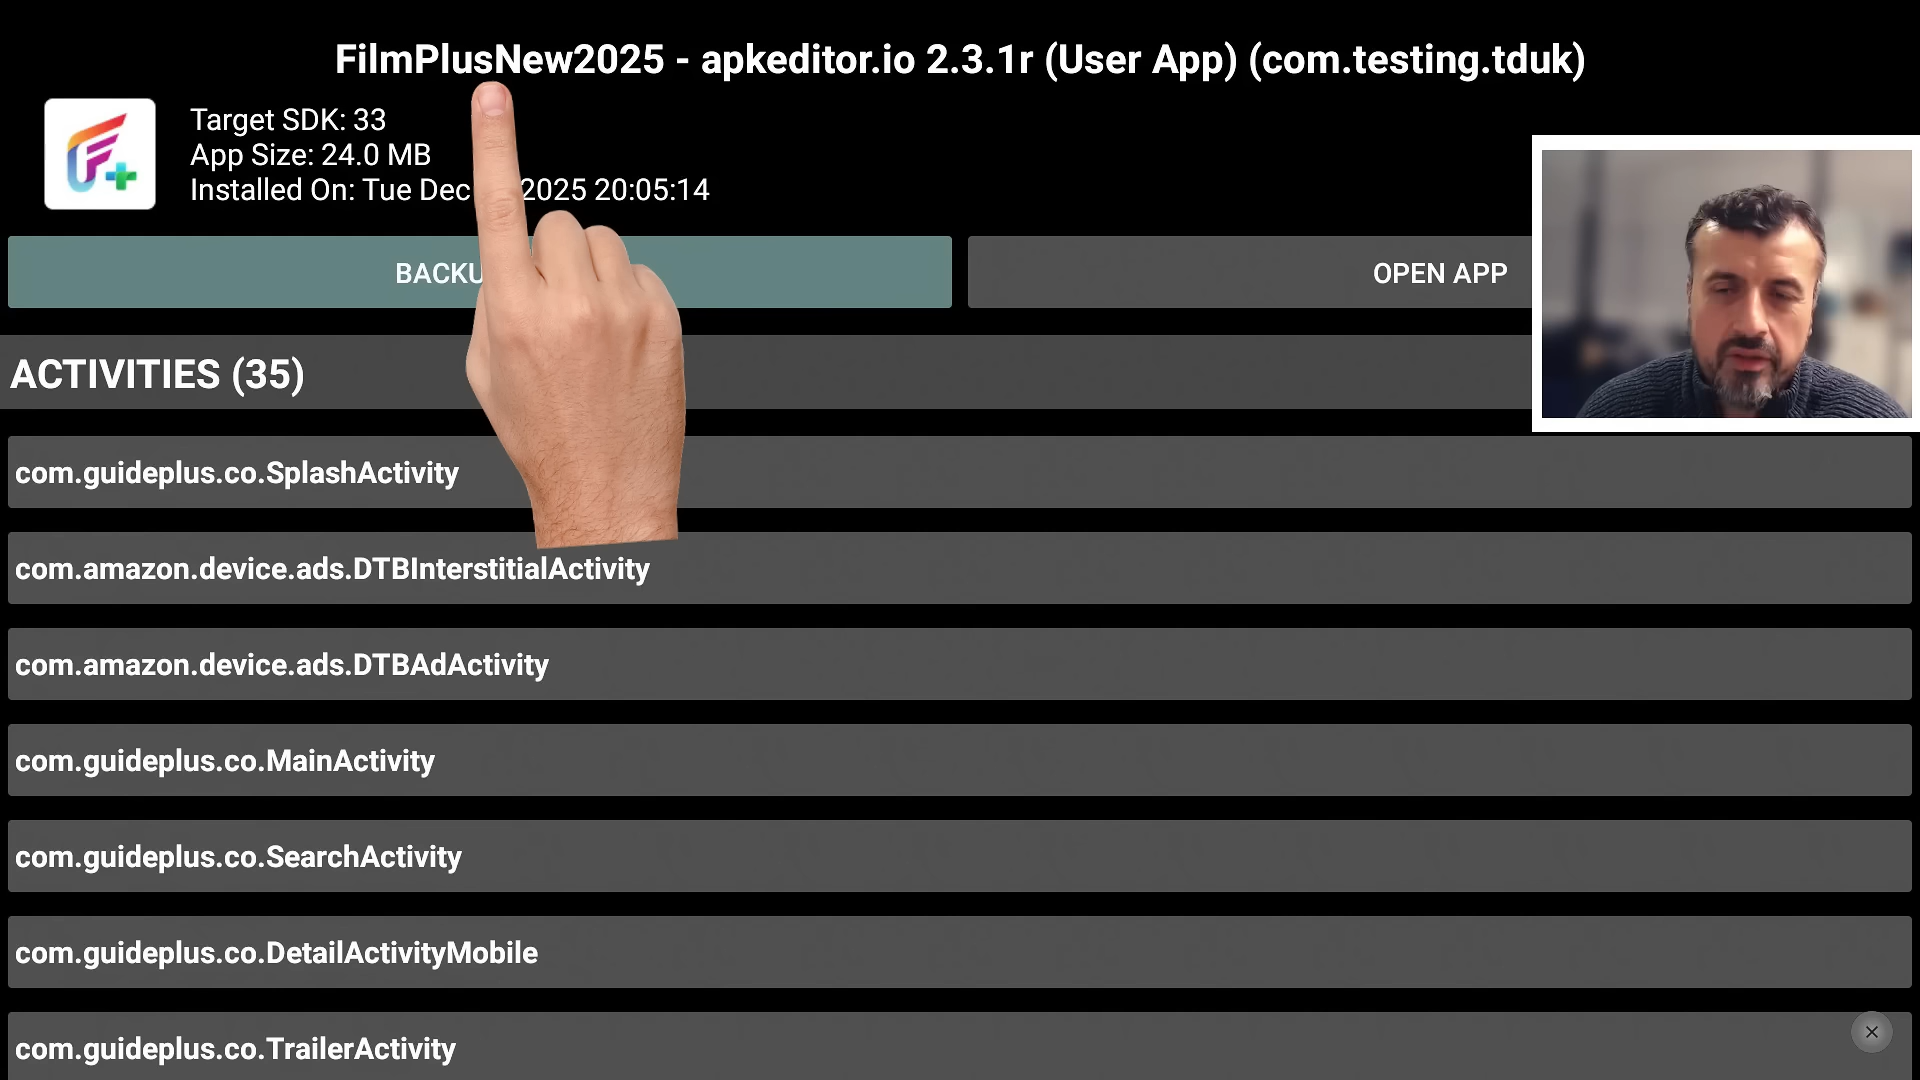 FilmPlusNew2025 - apkeditor.io 2.3.1r (User App) (com.testing.tduk)
Target SDK: 33
App Size: 24.0 MB
Installed On: Tue Dec 2025 20:05:14
OPEN APP
ACTIVITIES (35)
com.guideplus.co.SplashActivity
com.amazon.device.ads.DTBInterstitialActivity
com.amazon.device.ads.DTBAdActivity
com.guideplus.co.MainActivity
com.guideplus.co.SearchActivity
com.guideplus.co.DetailActivityMobile
com.guideplus.co.TrailerActivity